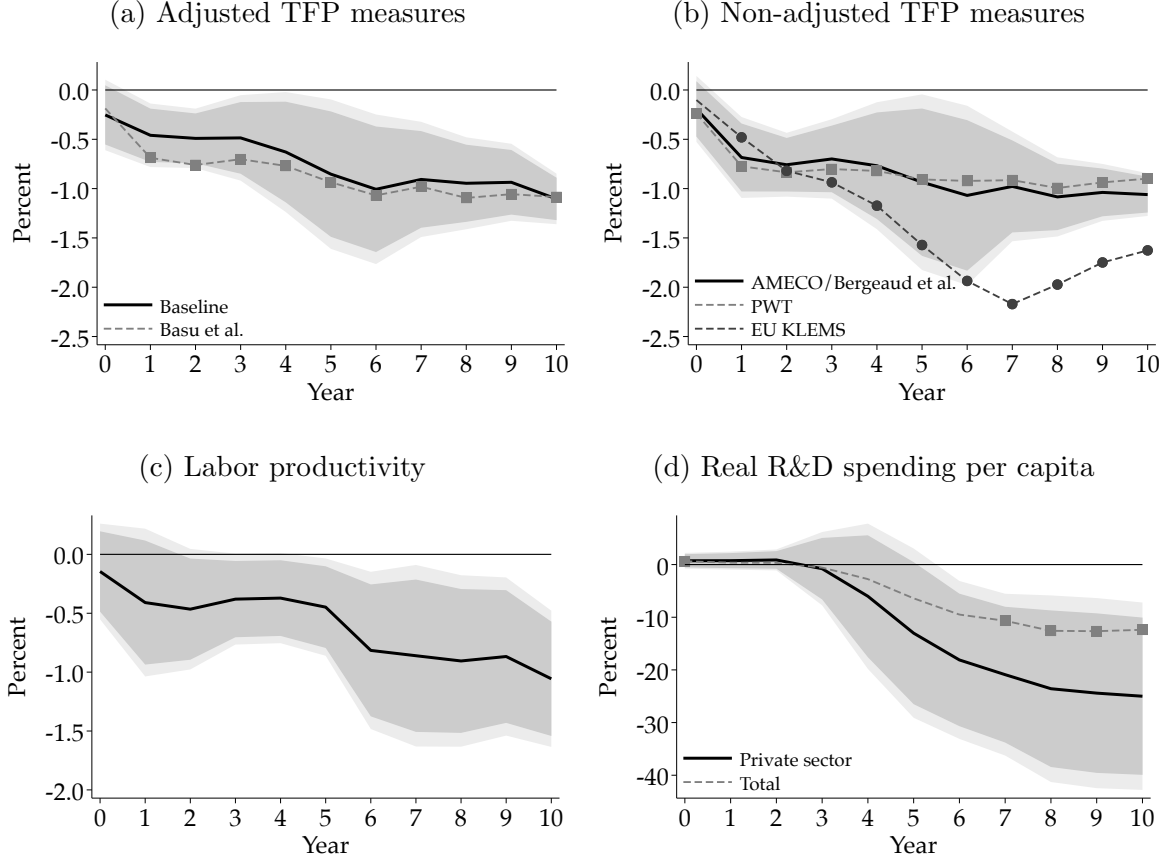 (a) Adjusted TFP measures
0.0
-0.5
-1.0
-1.5
-2.0
-2.5
Percent
Baseline
Basu et al.
0 1 2 3 4 5 6 7 8 9 10
Year
(b) Non-adjusted TFP measures
0.0
-0.5
-1.0
-1.5
-2.0
-2.5
Percent
AMECO/Bergeaud et al.
PWT
EU KLEMS
0 1 2 3 4 5 6 7 8 9 10
Year
(c) Labor productivity
0.0
-0.5
-1.0
-1.5
-2.0
Percent
0 1 2 3 4 5 6 7 8 9 10
Year
(d) Real R&D spending per capita
0
-10
-20
-30
-40
Percent
Private sector
Total
0 1 2 3 4 5 6 7 8 9 10
Year